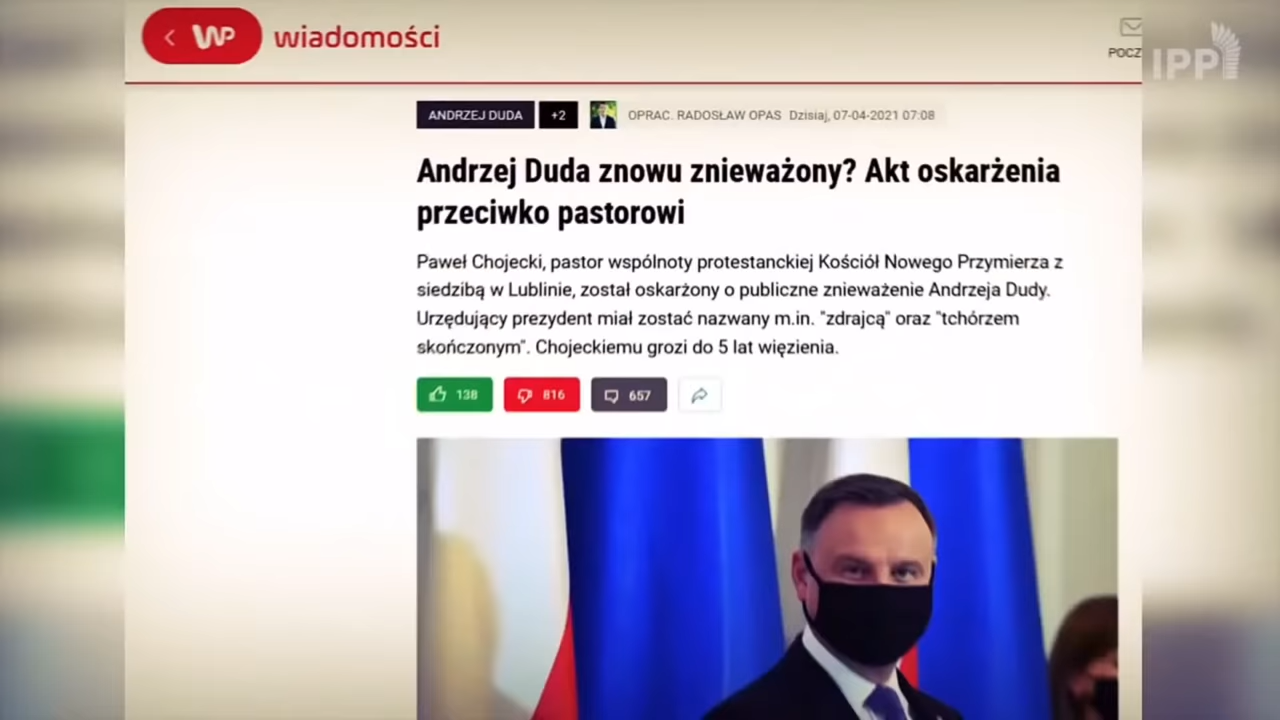 WP wiadomości
POCZ
IPP
ANDRZEJ DUDA +2 OPRAC. RADOSŁAW OPAS Dzisiaj, 07-04-2021 07:08
Andrzej Duda znowu znieważony? Akt oskarżenia
przeciwko pastorowi
Paweł Chojecki, pastor wspólnoty protestanckiej Kościół Nowego Przymierza z
siedzibą w Lublinie, został oskarżony o publiczne znieważenie Andrzeja Dudy.
Urzędujący prezydent miał zostać nazwany m.in. "zdrajcą" oraz "tchórzem
skończonym". Chojeckiemu grozi do 5 lat więzienia.
138 816 657